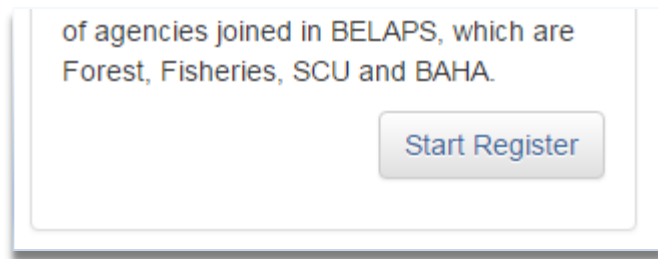 of agencies joined in BELAPS, which are
Forest, Fisheries, SCU and BAHA.
Start Register